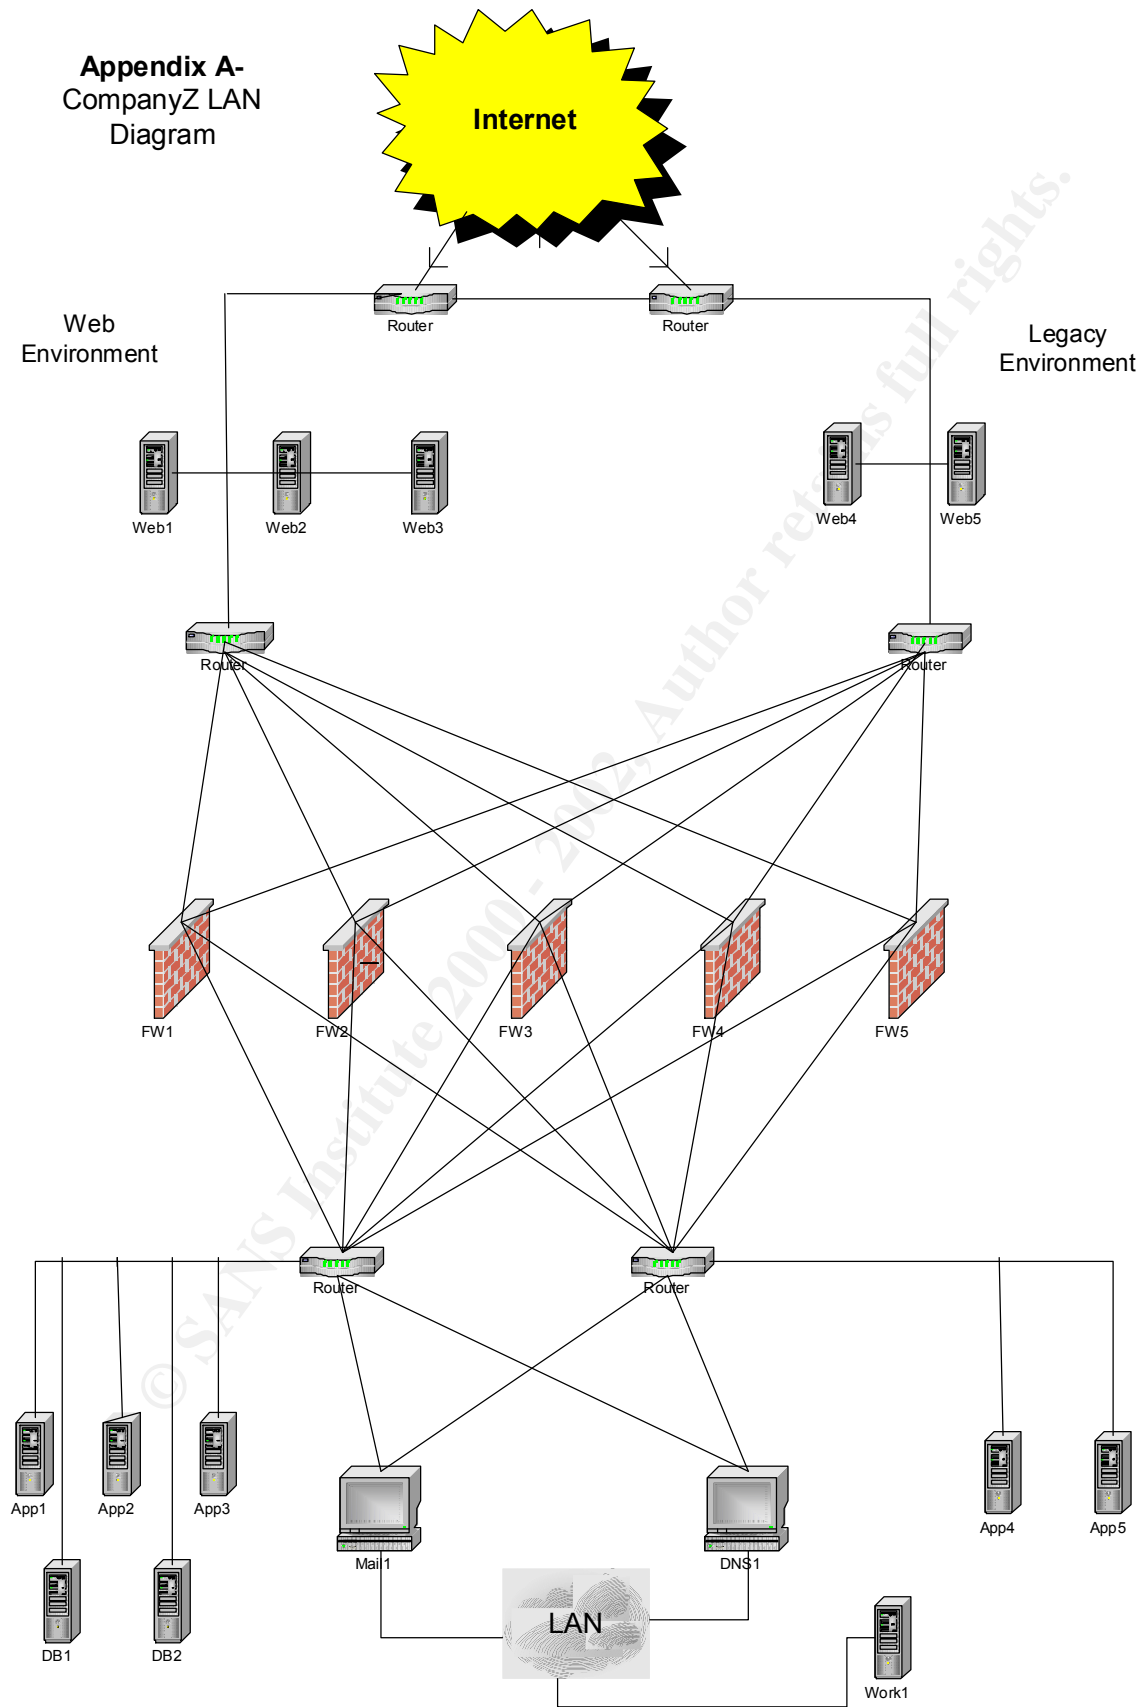 Appendix A-
CompanyZ LAN
Diagram
Internet
Router
Router
Web
Environment
Legacy
Environment
Web1
Web2
Web3
Web4
Web5
Router
Router
FW1
FW2
FW3
FW4
FW5
Router
Router
App1
App2
App3
App4
App5
Mail1
DNS1
DB1
DB2
LAN
Work1
© SANS Institute 2000 - 2002, Author retains full rights.